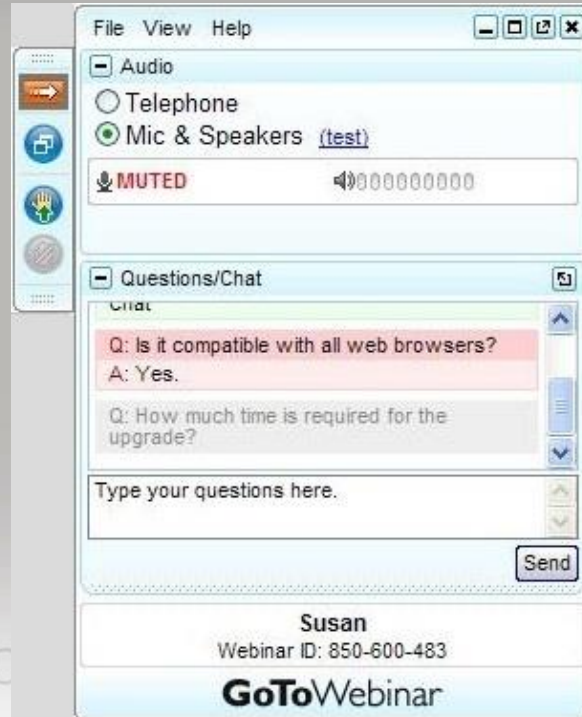 File View Help
Audio
Telephone
Mic & Speakers (test)
MUTED
Questions/Chat
Chat
Q: Is it compatible with all web browsers?
A: Yes.
Q: How much time is required for the
upgrade?
Type your questions here.
Send
Susan
Webinar ID: 850-600-483
GoToWebinar